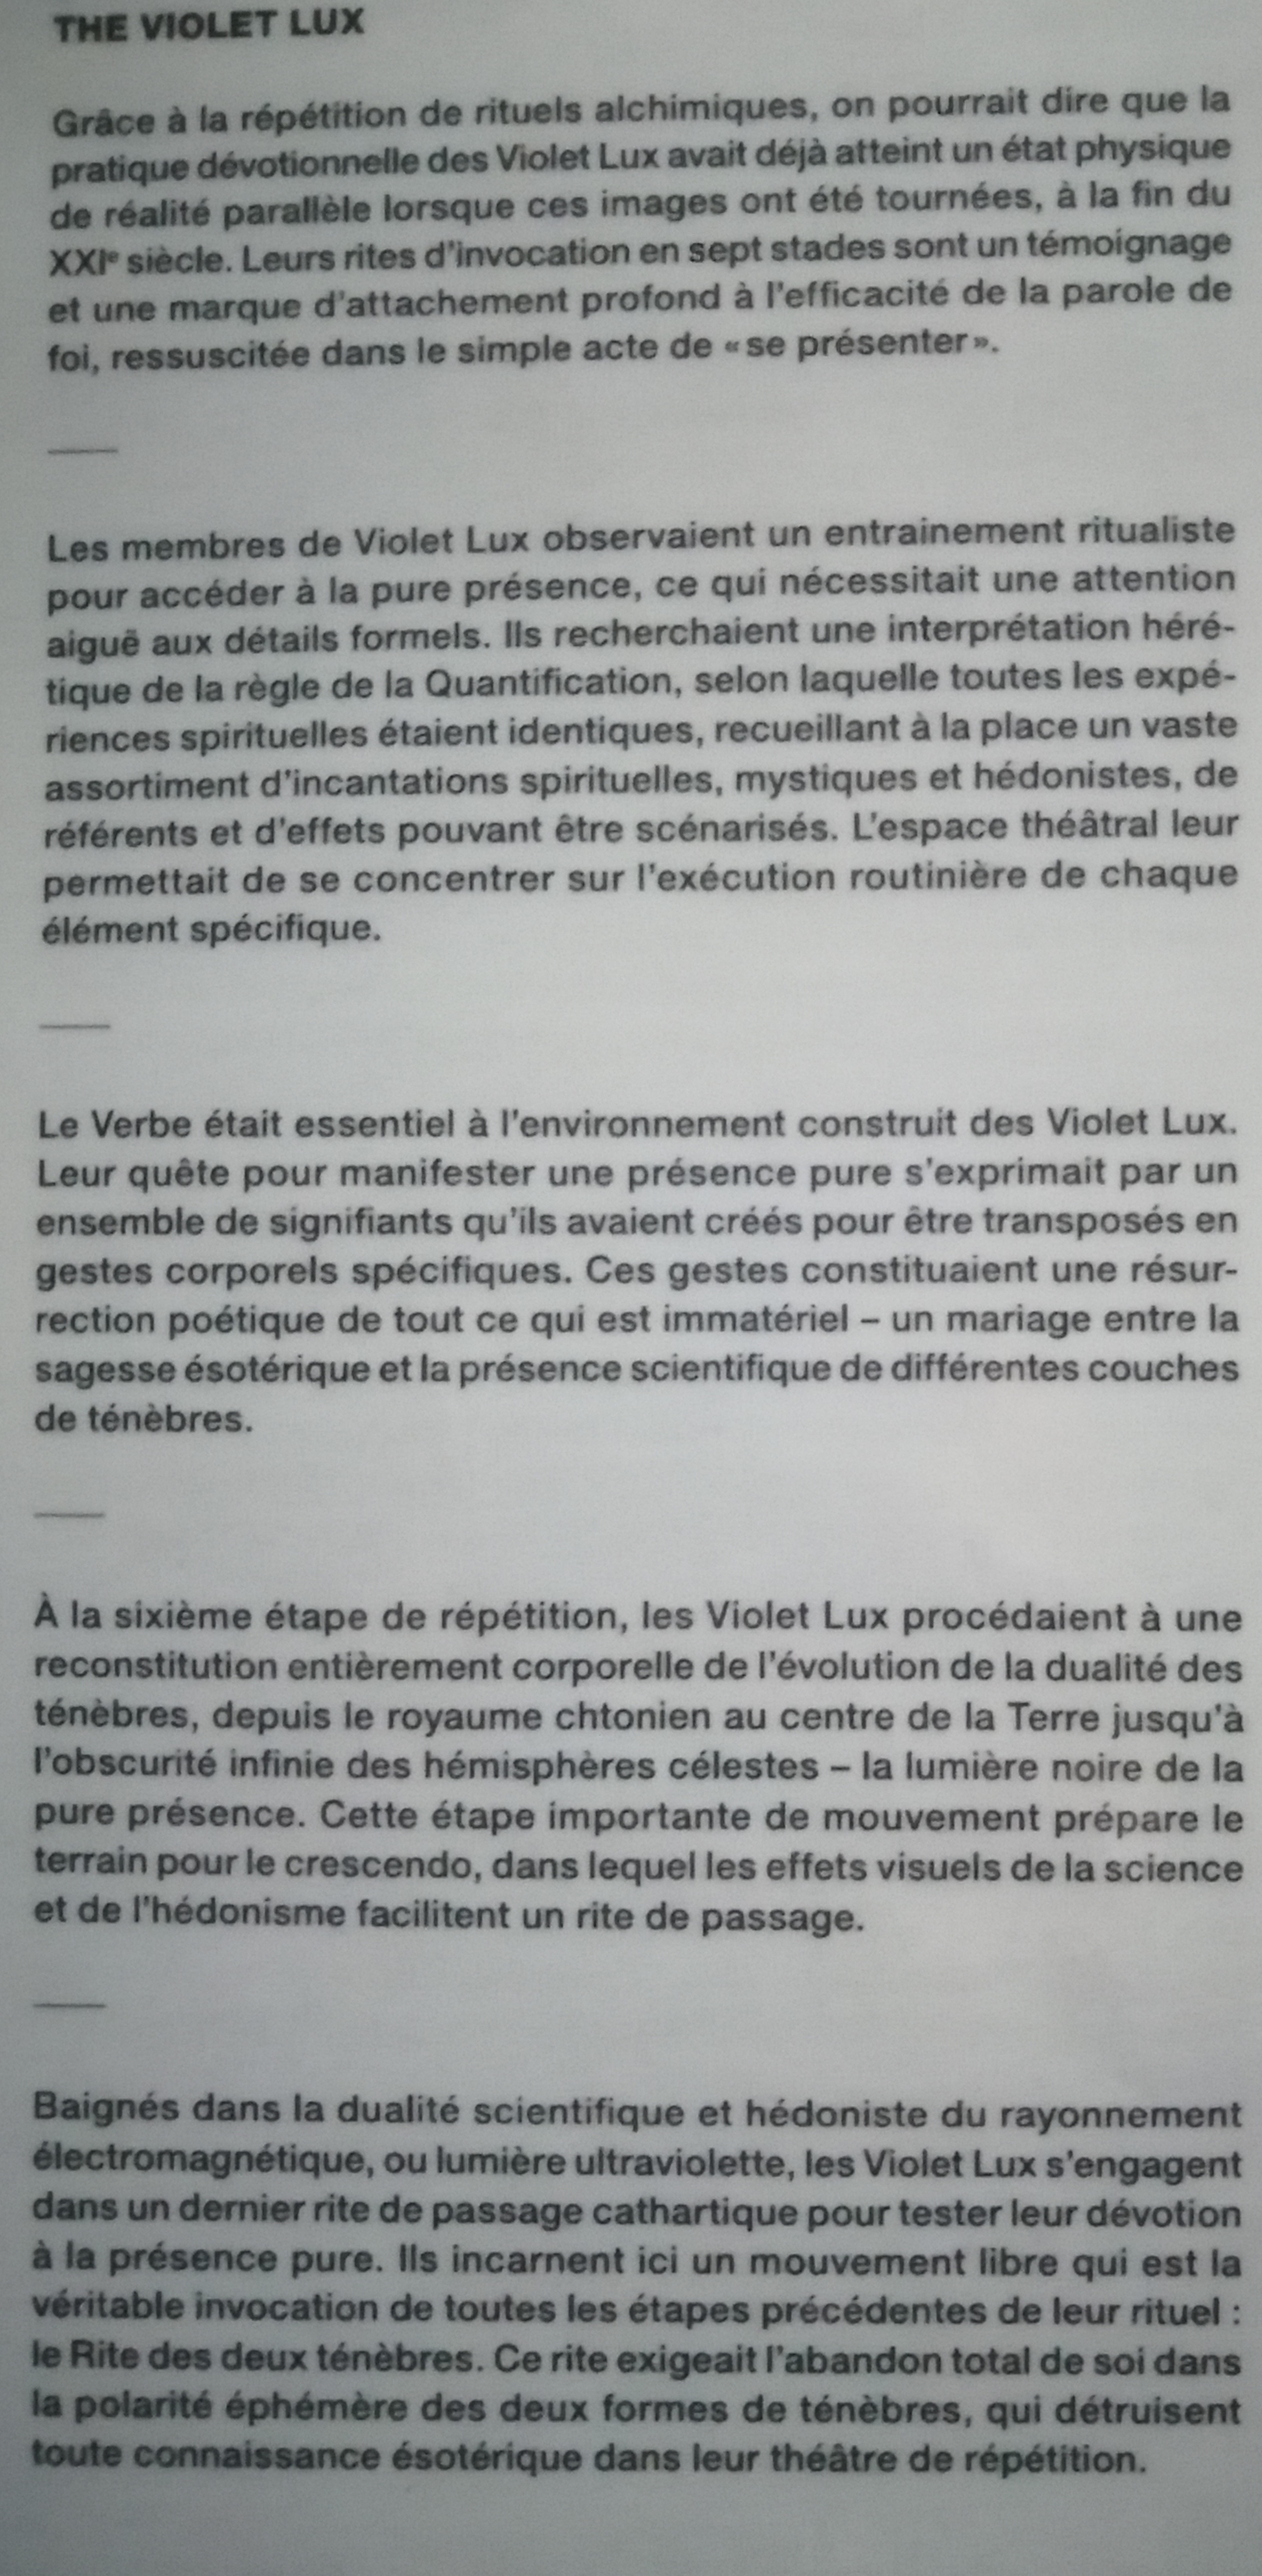 THE VIOLET LUX
Grâce à la répétition de rituels alchimiques, on pourrait dire que la
pratique dévotionnelle des Violet Lux avait déjà atteint un état physique
de réalité parallèle lorsque ces images ont été tournées, à la fin du
XXIe siècle. Leurs rites d'invocation en sept stades sont un témoignage
et une marque d'attachement profond à l'efficacité de la parole de
foi, ressuscitée dans le simple acte de « se présenter ».
Les membres de Violet Lux observaient un entrainement ritualiste
pour accéder à la pure présence, ce qui nécessitait une attention
aiguë aux détails formels. Ils recherchaient une interprétation héré-
tique de la règle de la Quantification, selon laquelle toutes les expé-
riences spirituelles étaient identiques, recueillant à la place un vaste
assortiment d'incantations spirituelles, mystiques et hédonistes, de
référents et d'effets pouvant être scénarisés. L'espace théâtral leur
permettait de se concentrer sur l'exécution routinière de chaque
élément spécifique.
Le Verbe était essentiel à l'environnement construit des Violet Lux.
Leur quête pour manifester une présence pure s'exprimait par un
ensemble de signifiants qu'ils avaient créés pour être transposés en
gestes corporels spécifiques. Ces gestes constituaient une résur-
rection poétique de tout ce qui est immatériel – un mariage entre la
sagesse ésotérique et la présence scientifique de différentes couches
de ténèbres.
À la sixième étape de répétition, les Violet Lux procédaient à une
reconstitution entièrement corporelle de l'évolution de la dualité des
ténèbres, depuis le royaume chtonien au centre de la Terre jusqu'à
l'obscurité infinie des hémisphères célestes – la lumière noire de la
pure présence. Cette étape importante de mouvement prépare le
terrain pour le crescendo, dans lequel les effets visuels de la science
et de l'hédonisme facilitent un rite de passage.
Baignés dans la dualité scientifique et hédoniste du rayonnement
électromagnétique, ou lumière ultraviolette, les Violet Lux s'engagent
dans un dernier rite de passage cathartique pour tester leur dévotion
à la présence pure. Ils incarnent ici un mouvement libre qui est la
véritable invocation de toutes les étapes précédentes de leur rituel :
le Rite des deux ténèbres. Ce rite exigeait l'abandon total de soi dans
la polarité éphémère des deux formes de ténèbres, qui détruisent
toute connaissance ésotérique dans leur théâtre de répétition.